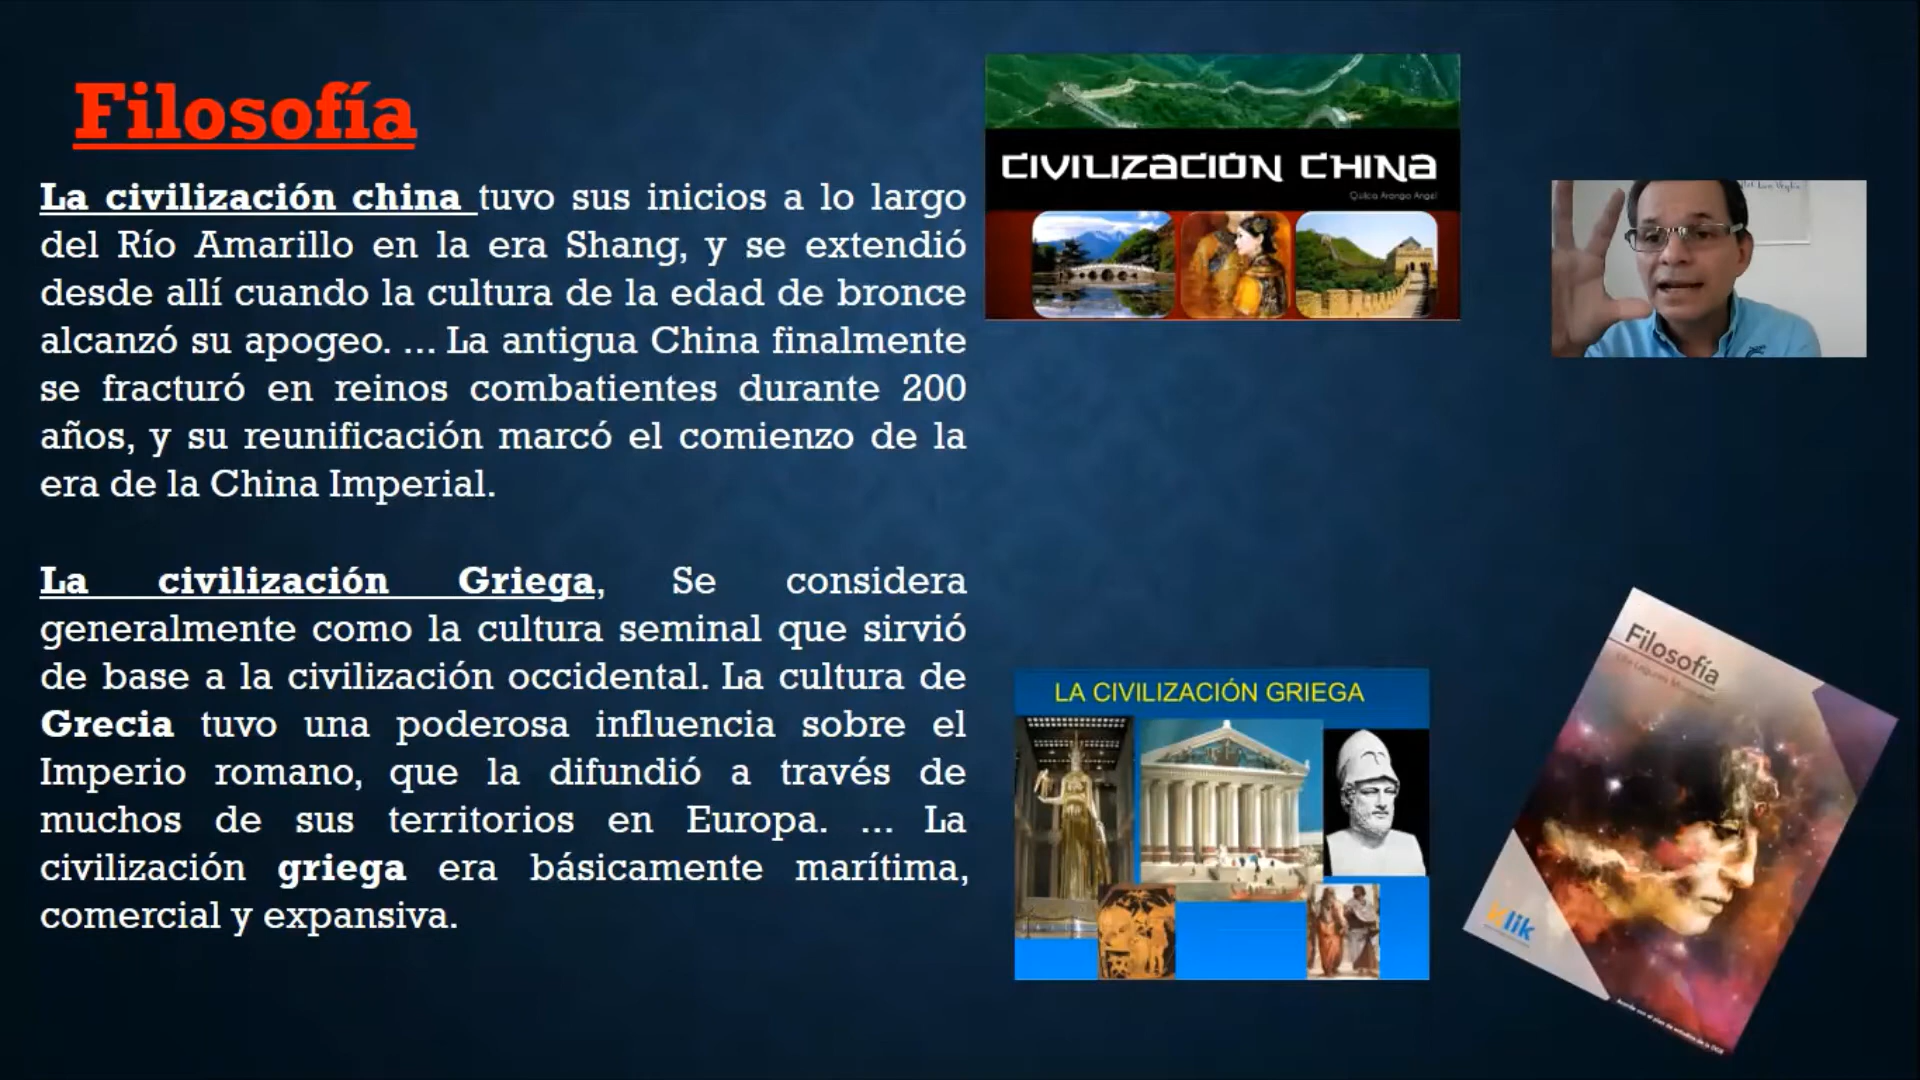 Filosofía
La civilización china tuvo sus inicios a lo largo
del Río Amarillo en la era Shang, y se extendió
desde allí cuando la cultura de la edad de bronce
alcanzó su apogeo. ... La antigua China finalmente
se fracturó en reinos combatientes durante 200
años, y su reunificación marcó el comienzo de la
era de la China Imperial.
La civilización Griega, Se considera
generalmente como la cultura seminal que sirvió
de base a la civilización occidental. La cultura de
Grecia tuvo una poderosa influencia sobre el
Imperio romano, que la difundió a través de
muchos de sus territorios en Europa. ... La
civilización griega era básicamente marítima,
comercial y expansiva.
CIVILIZACIÓN CHINA
Quilca Arango Angel
LA CIVILIZACIÓN GRIEGA
Filosofía
klik